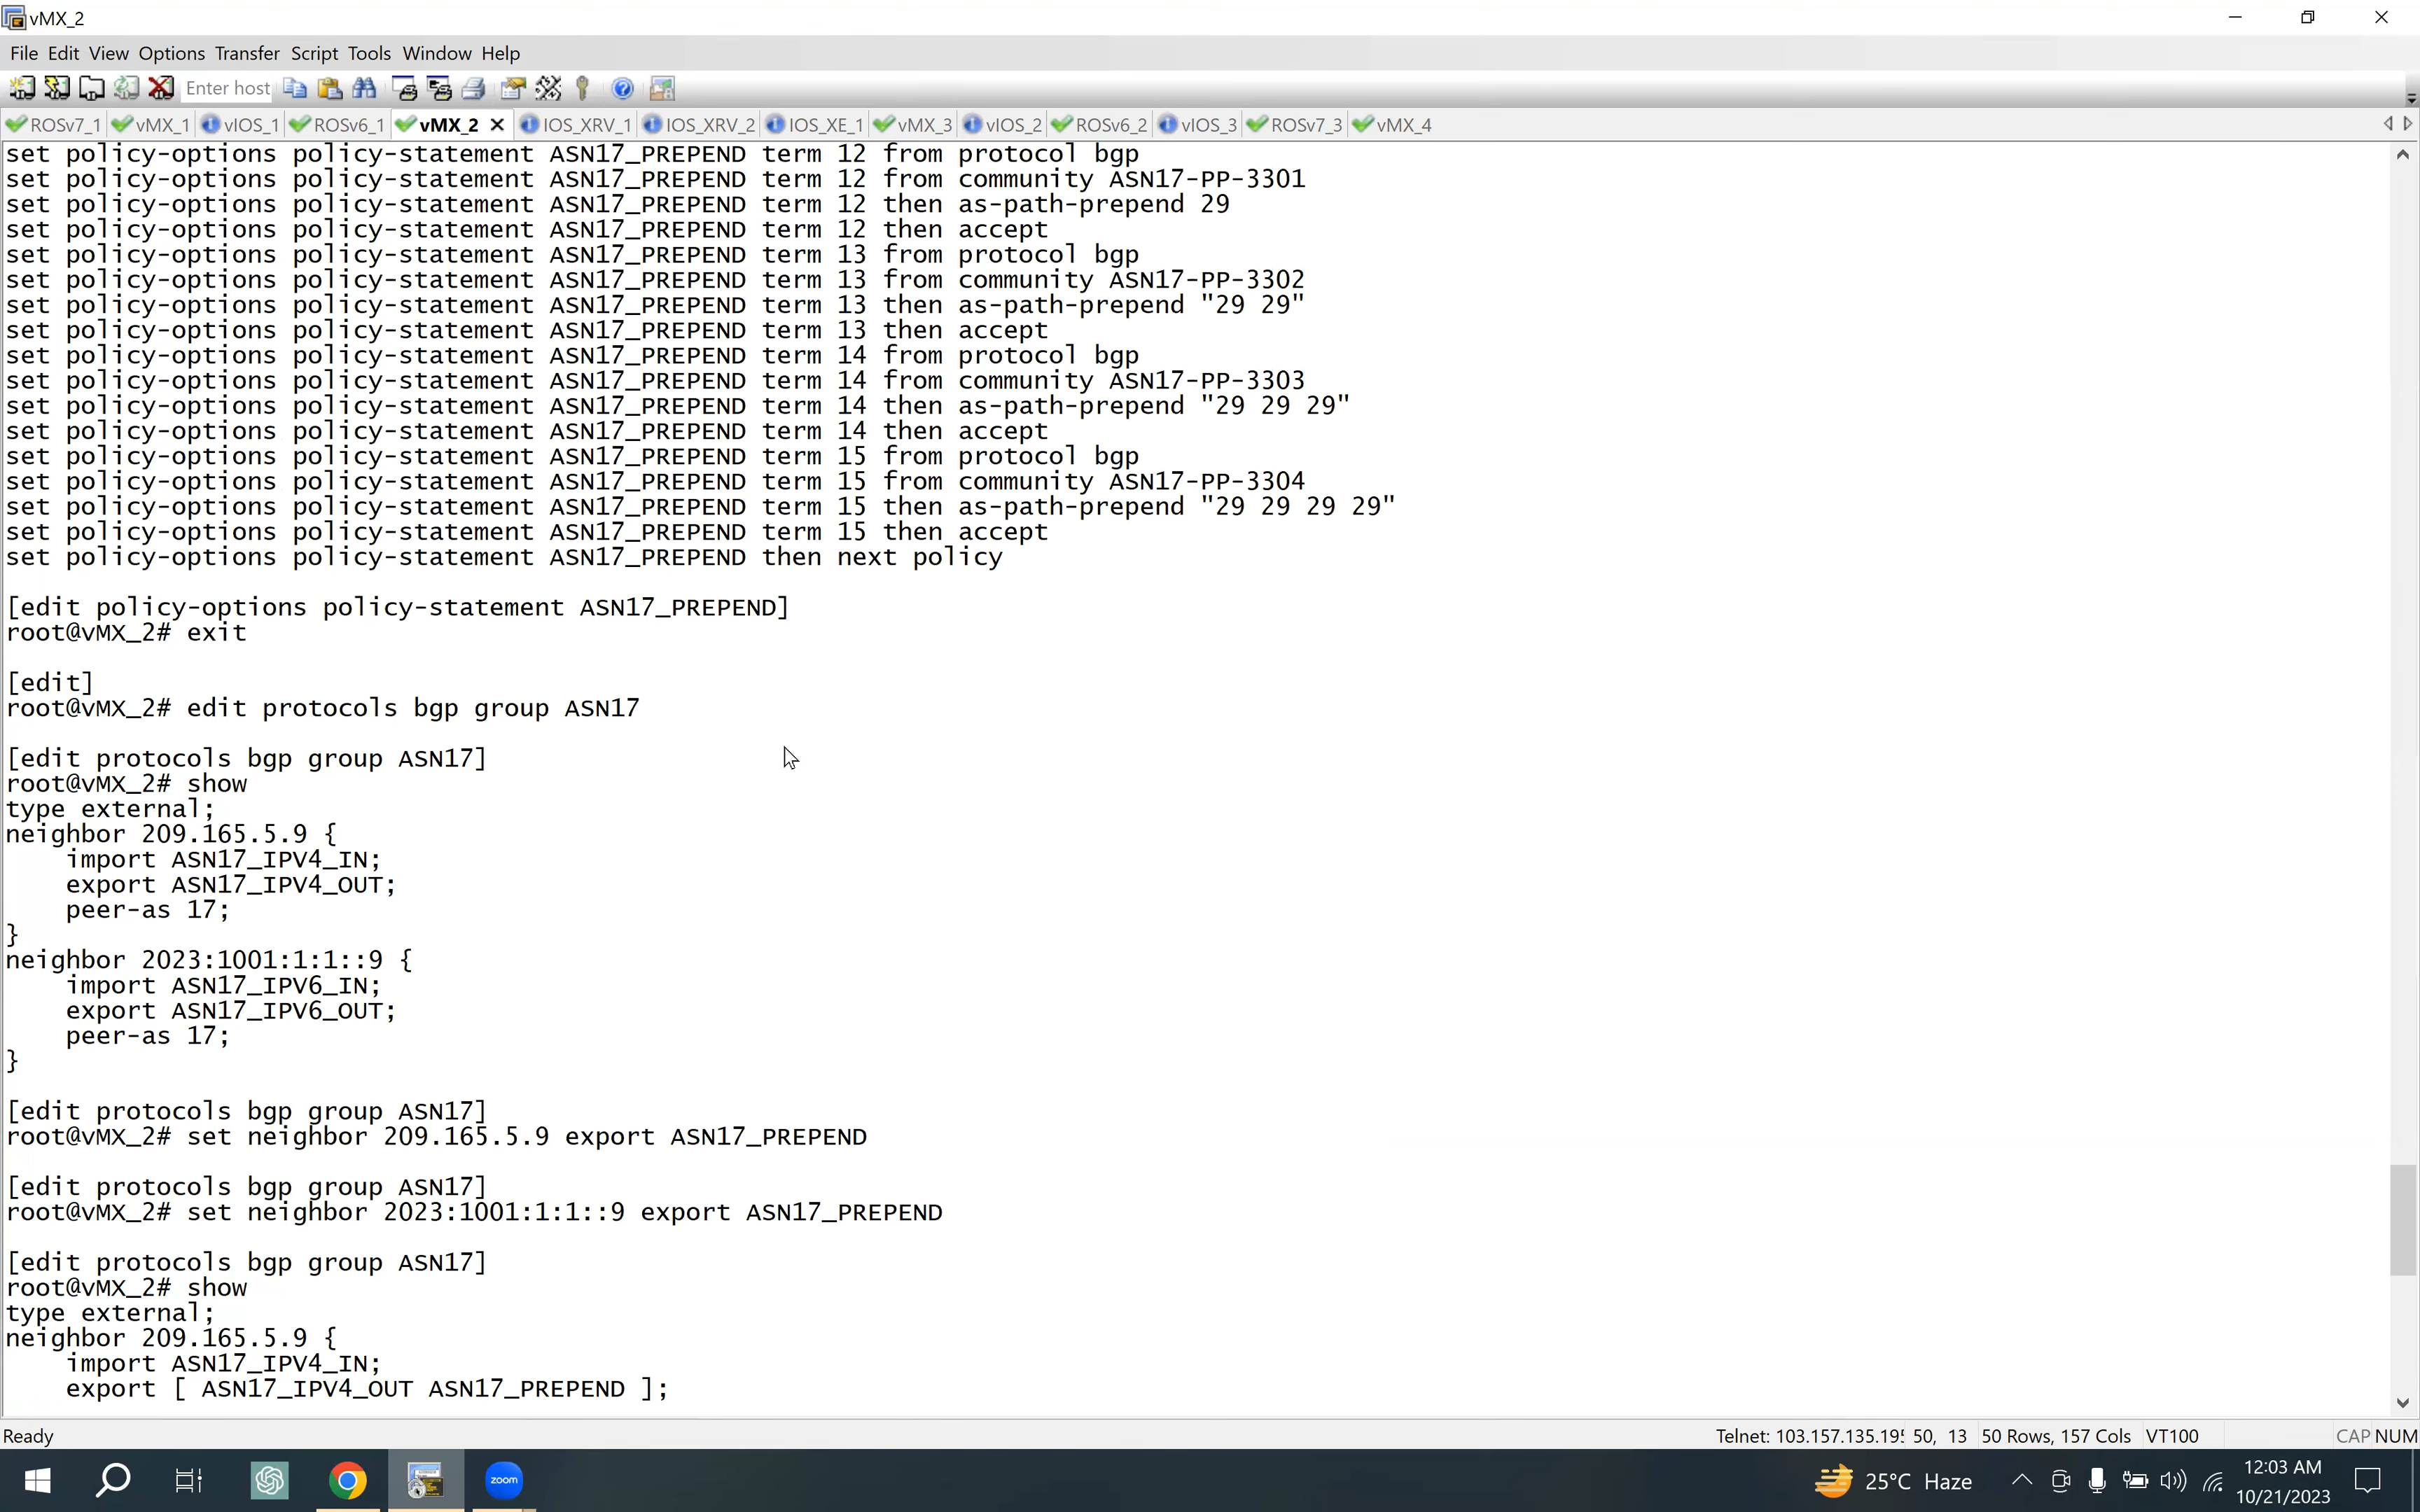 vMX_2
File Edit View Options Transfer Script Tools Window Help
Enter host
ROSv7_1 vMX_1 vIOS_1 ROSv6_1 vMX_2 IOS_XRV_1 IOS_XRV_2 IOS_XE_1 vMX_3 vIOS_2 ROSv6_2 vIOS_3 ROSv7_3 vMX_4
set policy-options policy-statement ASN17_PREPEND term 12 from protocol bgp
set policy-options policy-statement ASN17_PREPEND term 12 from community ASN17-PP-3301
set policy-options policy-statement ASN17_PREPEND term 12 then as-path-prepend 29
set policy-options policy-statement ASN17_PREPEND term 12 then accept
set policy-options policy-statement ASN17_PREPEND term 13 from protocol bgp
set policy-options policy-statement ASN17_PREPEND term 13 from community ASN17-PP-3302
set policy-options policy-statement ASN17_PREPEND term 13 then as-path-prepend "29 29"
set policy-options policy-statement ASN17_PREPEND term 13 then accept
set policy-options policy-statement ASN17_PREPEND term 14 from protocol bgp
set policy-options policy-statement ASN17_PREPEND term 14 from community ASN17-PP-3303
set policy-options policy-statement ASN17_PREPEND term 14 then as-path-prepend "29 29 29"
set policy-options policy-statement ASN17_PREPEND term 14 then accept
set policy-options policy-statement ASN17_PREPEND term 15 from protocol bgp
set policy-options policy-statement ASN17_PREPEND term 15 from community ASN17-PP-3304
set policy-options policy-statement ASN17_PREPEND term 15 then as-path-prepend "29 29 29 29"
set policy-options policy-statement ASN17_PREPEND term 15 then accept
set policy-options policy-statement ASN17_PREPEND then next policy
[edit policy-options policy-statement ASN17_PREPEND]
root@vMX_2# exit
[edit]
root@vMX_2# edit protocols bgp group ASN17
[edit protocols bgp group ASN17]
root@vMX_2# show
type external;
neighbor 209.165.5.9 {
    import ASN17_IPV4_IN;
    export ASN17_IPV4_OUT;
    peer-as 17;
}
neighbor 2023:1001:1:1::9 {
    import ASN17_IPV6_IN;
    export ASN17_IPV6_OUT;
    peer-as 17;
}
[edit protocols bgp group ASN17]
root@vMX_2# set neighbor 209.165.5.9 export ASN17_PREPEND
[edit protocols bgp group ASN17]
root@vMX_2# set neighbor 2023:1001:1:1::9 export ASN17_PREPEND
[edit protocols bgp group ASN17]
root@vMX_2# show
type external;
neighbor 209.165.5.9 {
    import ASN17_IPV4_IN;
    export [ ASN17_IPV4_OUT ASN17_PREPEND ];
Ready Telnet: 103.157.135.195 50, 13 50 Rows, 157 Cols VT100 CAP NUM
zoom 25°C Haze 12:03 AM
10/21/2023